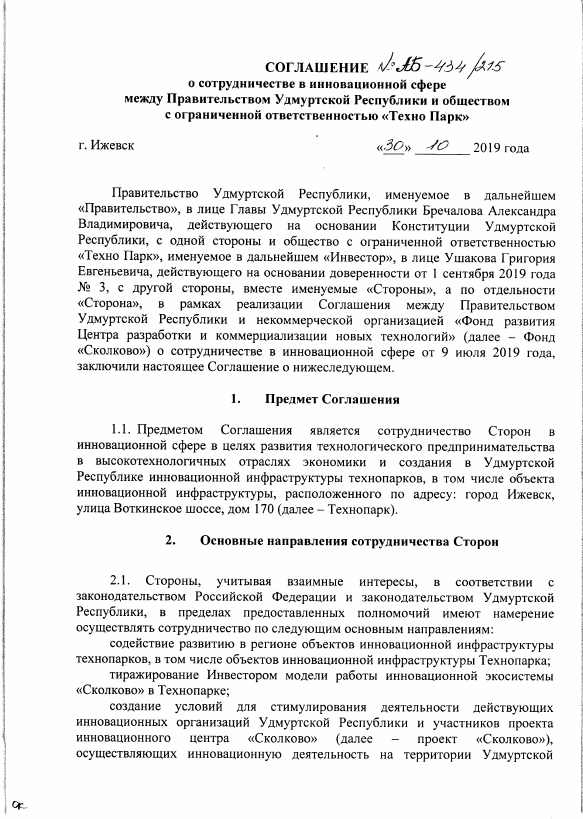 СОГЛАШЕНИЕ № АБ-434/215
о сотрудничестве в инновационной сфере
между Правительством Удмуртской Республики и обществом
с ограниченной ответственностью «Техно Парк»
г. Ижевск «30» 10 2019 года
Правительство Удмуртской Республики, именуемое в дальнейшем
«Правительство», в лице Главы Удмуртской Республики Бречалова Александра
Владимировича, действующего на основании Конституции Удмуртской
Республики, с одной стороны и общество с ограниченной ответственностью
«Техно Парк», именуемое в дальнейшем «Инвестор», в лице Ушакова Григория
Евгеньевича, действующего на основании доверенности от 1 сентября 2019 года
№ 3, с другой стороны, вместе именуемые «Стороны», а по отдельности
«Сторона», в рамках реализации Соглашения между Правительством
Удмуртской Республики и некоммерческой организацией «Фонд развития
Центра разработки и коммерциализации новых технологий» (далее – Фонд
«Сколково») о сотрудничестве в инновационной сфере от 9 июля 2019 года,
заключили настоящее Соглашение о нижеследующем.
1. Предмет Соглашения
1.1. Предметом Соглашения является сотрудничество Сторон в
инновационной сфере в целях развития технологического предпринимательства
в высокотехнологичных отраслях экономики и создания в Удмуртской
Республике инновационной инфраструктуры технопарков, в том числе объекта
инновационной инфраструктуры, расположенного по адресу: город Ижевск,
улица Воткинское шоссе, дом 170 (далее – Технопарк).
2. Основные направления сотрудничества Сторон
2.1. Стороны, учитывая взаимные интересы, в соответствии с
законодательством Российской Федерации и законодательством Удмуртской
Республики, в пределах предоставленных полномочий имеют намерение
осуществлять сотрудничество по следующим основным направлениям:
содействие развитию в регионе объектов инновационной инфраструктуры
технопарков, в том числе объектов инновационной инфраструктуры Технопарка;
тиражирование Инвестором модели работы инновационной экосистемы
«Сколково» в Технопарке;
создание условий для стимулирования деятельности действующих
инновационных организаций Удмуртской Республики и участников проекта
инновационного центра «Сколково» (далее – проект «Сколково»),
осуществляющих инновационную деятельность на территории Удмуртской